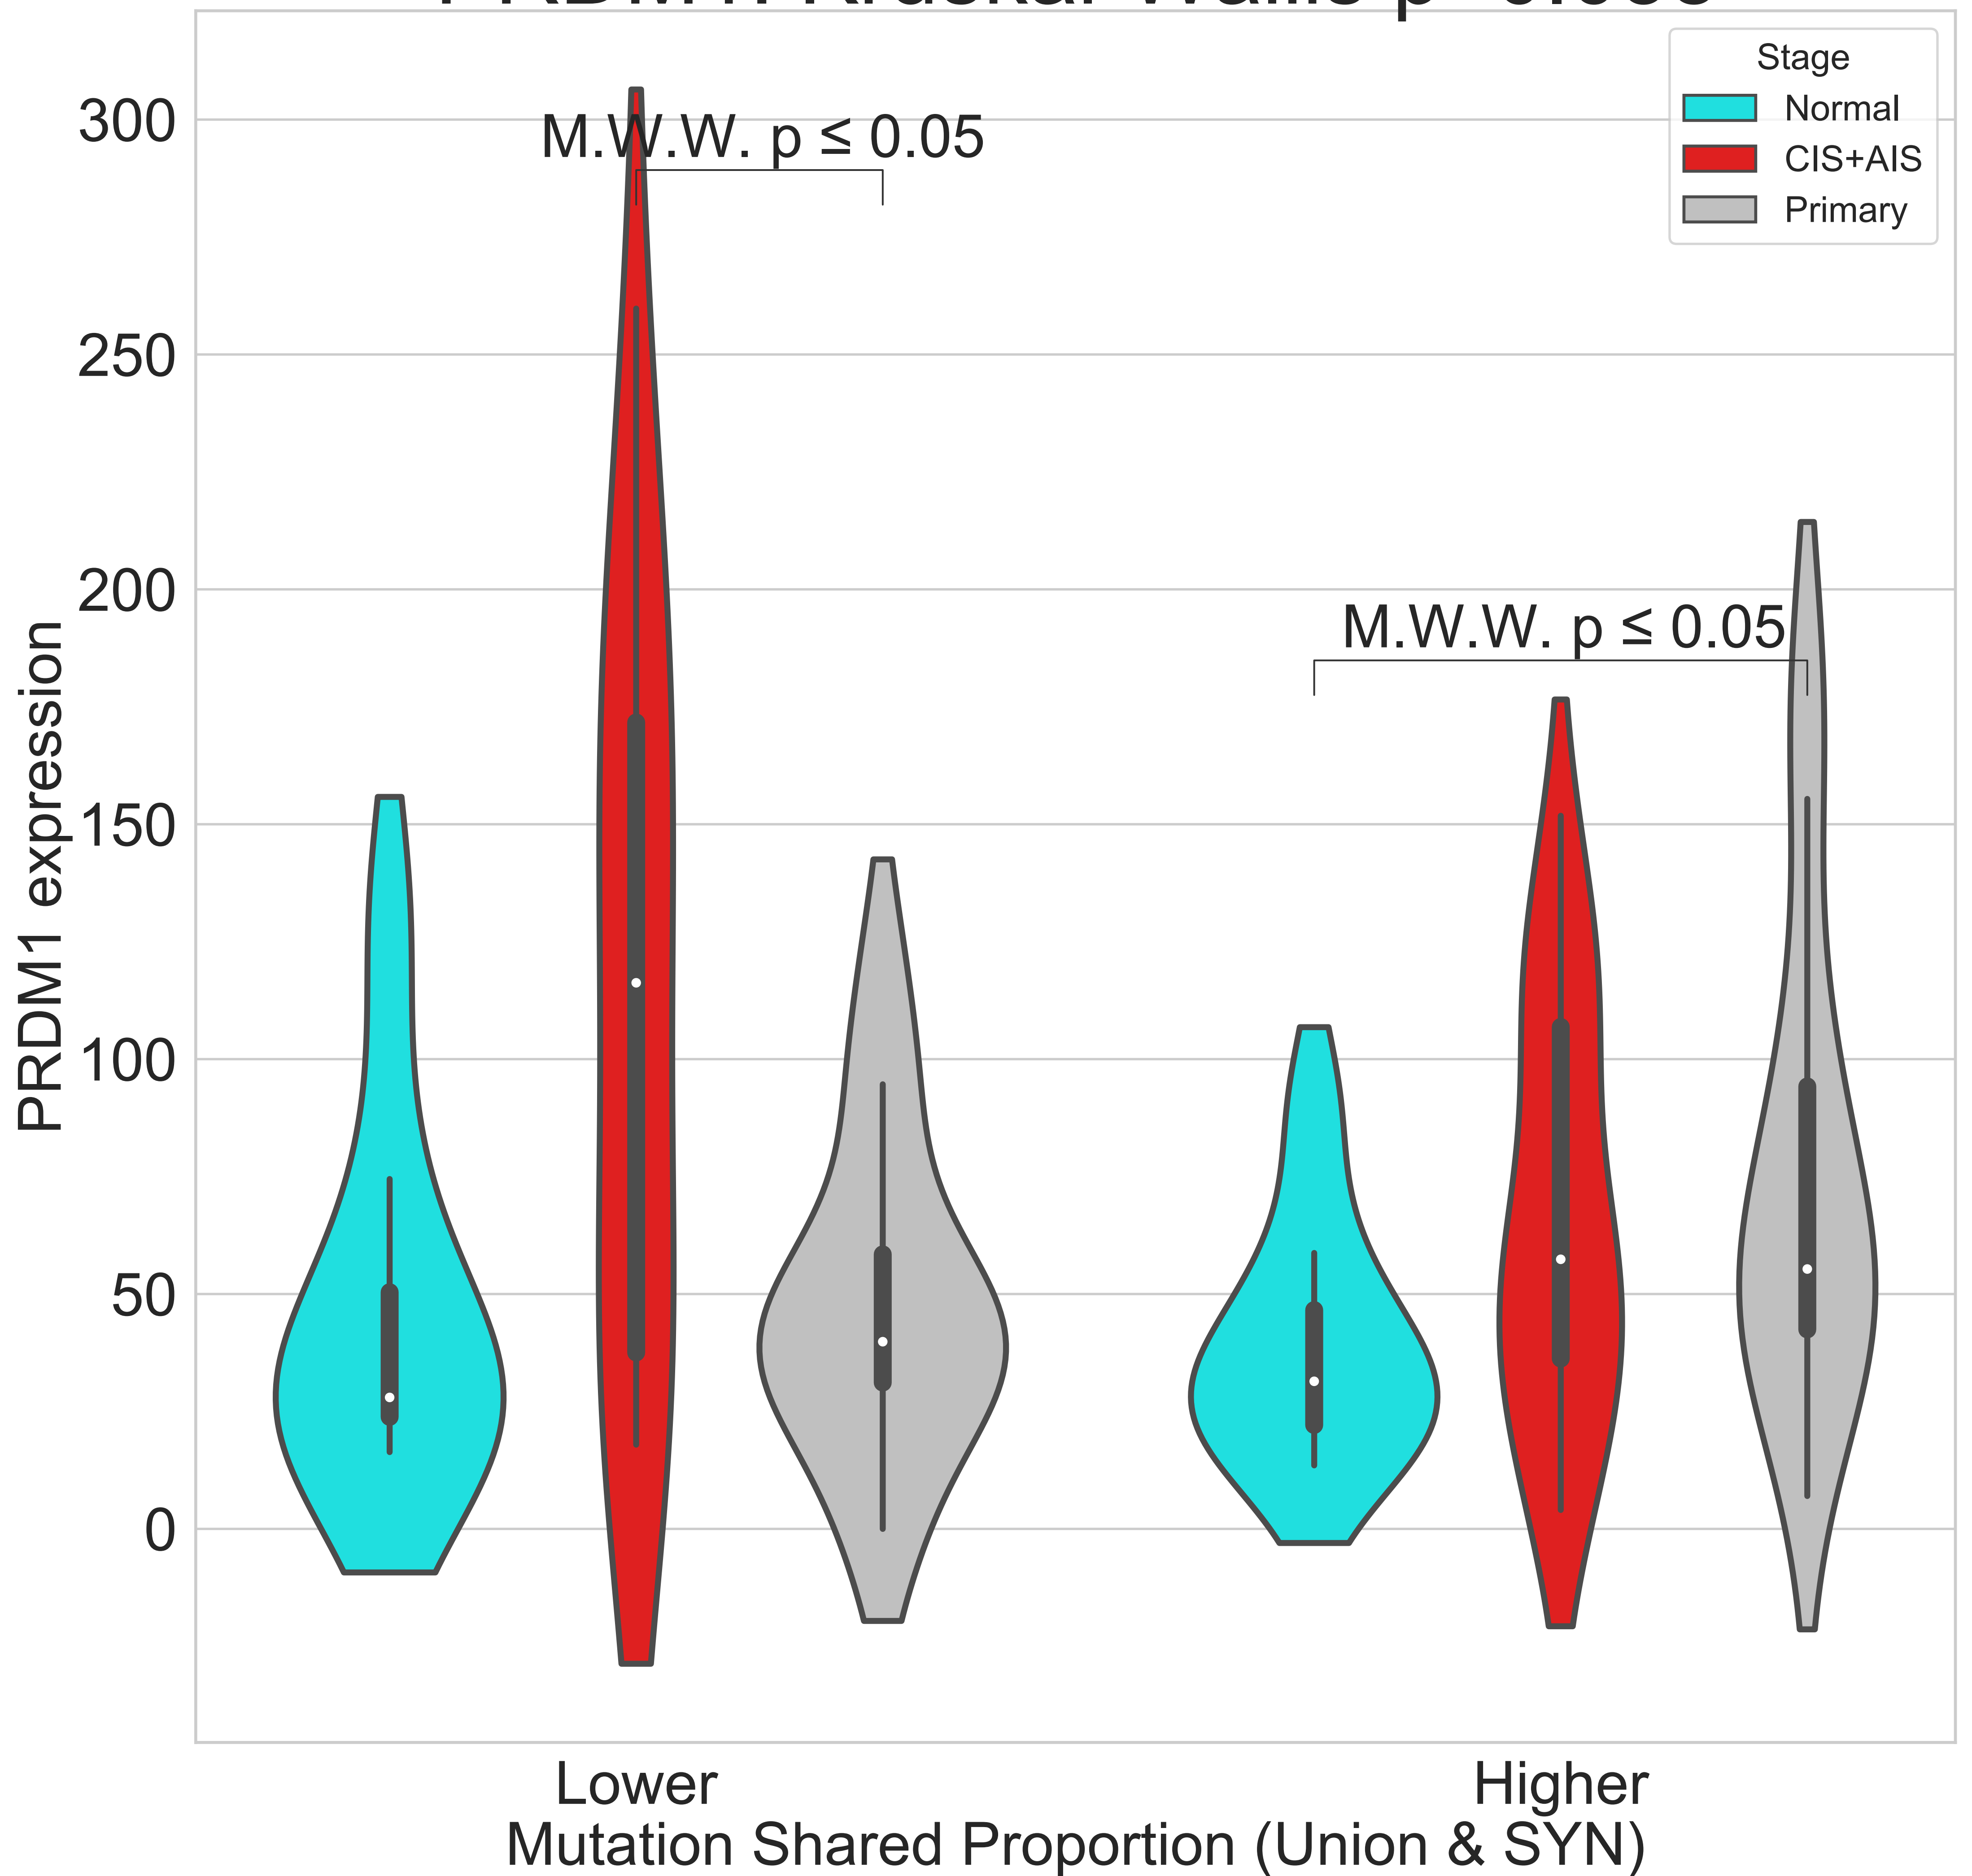 Stage
Normal
CIS+AIS
Primary
M.W.W. p ≤ 0.05
M.W.W. p ≤ 0.05
300
250
200
150
100
50
0
PRDM1 expression
Lower
Higher
Mutation Shared Proportion (Union & SYN)